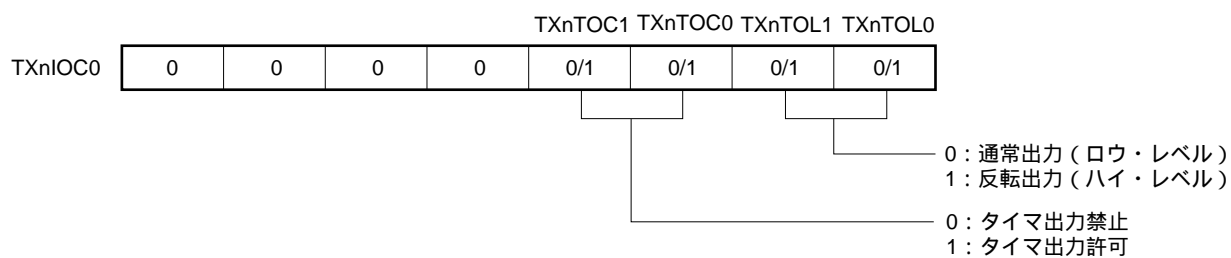 TXnTOC1 TXnTOC0 TXnTOL1 TXnTOL0
TXnIOC0 0 0 0 0 0/1 0/1 0/1 0/1
0：通常出力（ロウ・レベル）
1：反転出力（ハイ・レベル）
0：タイマ出力禁止
1：タイマ出力許可